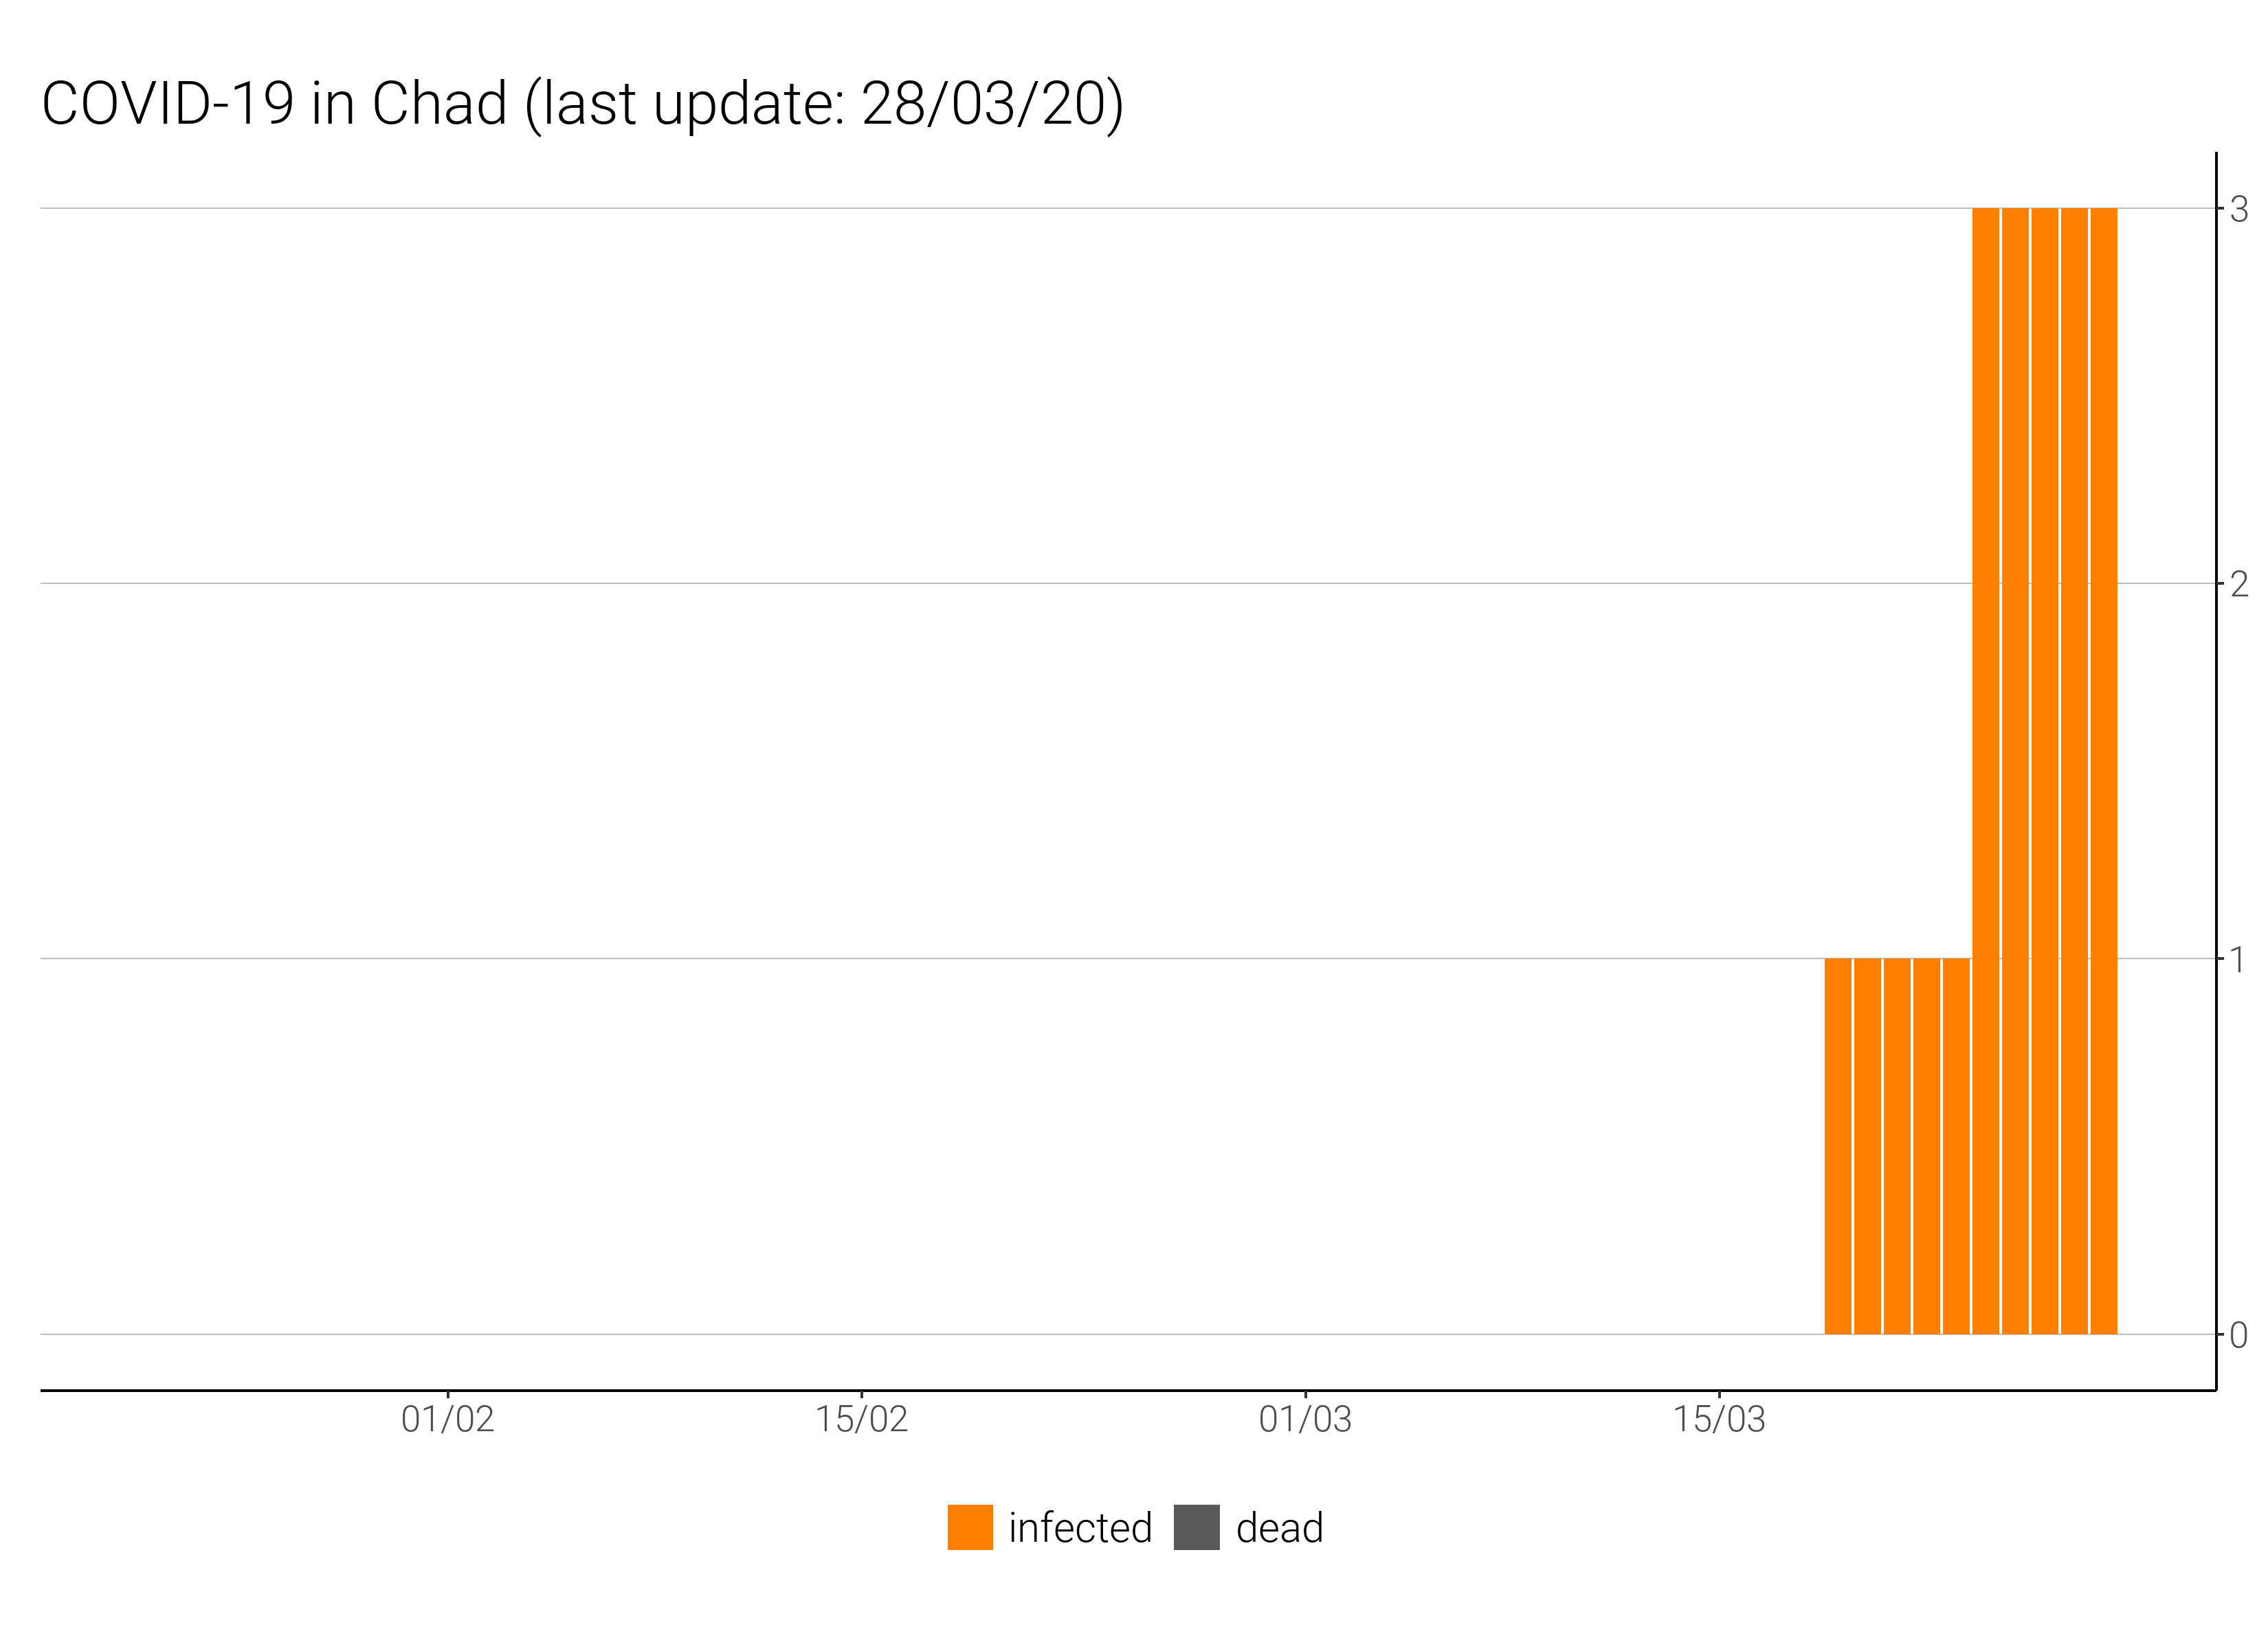 COVID-19 in Chad (last update: 28/03/20)
3
2
1
0
01/02 15/02 01/03 15/03
infected dead